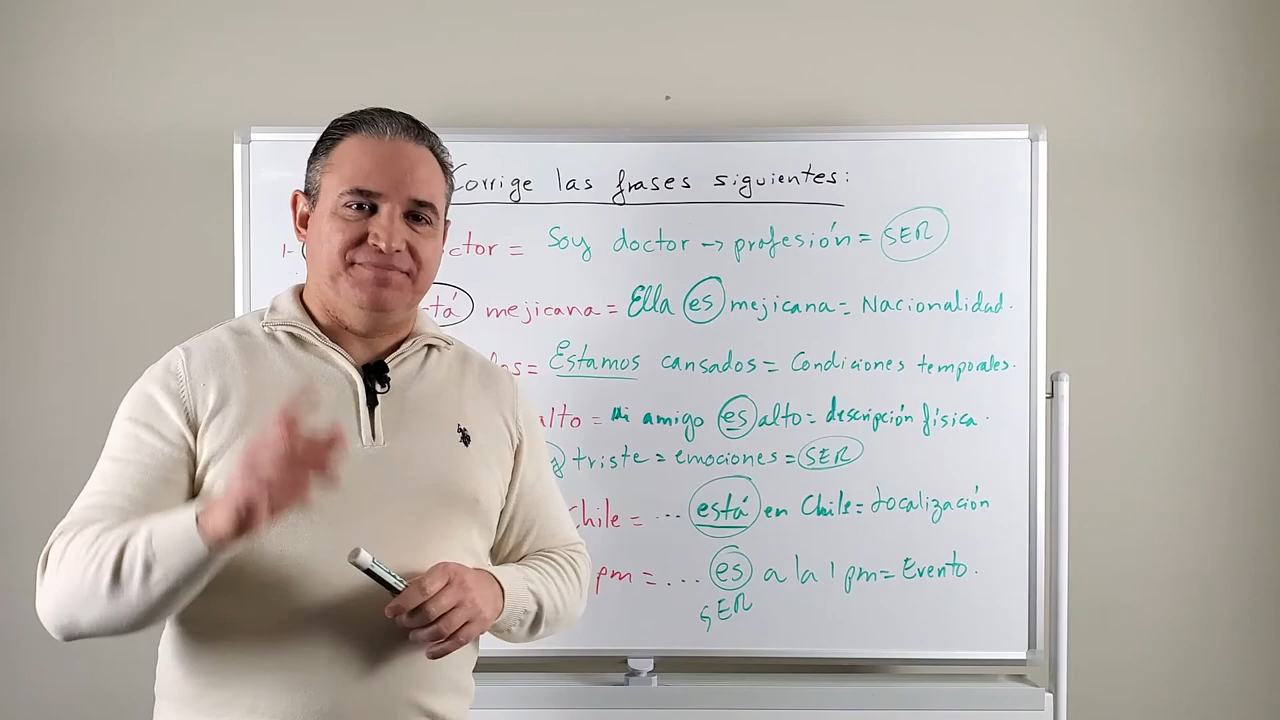 Corrige las frases siguientes:
1- ctor = Soy doctor → profesión = SER
tá mejicana = Ella es mejicana = Nacionalidad.
os = Estamos cansados = Condiciones temporales.
alto = Mi amigo es alto = descripción física.
triste = emociones = SER
Chile = ... está en Chile = Localización
pm = ... es a la 1 pm = Evento.
SER